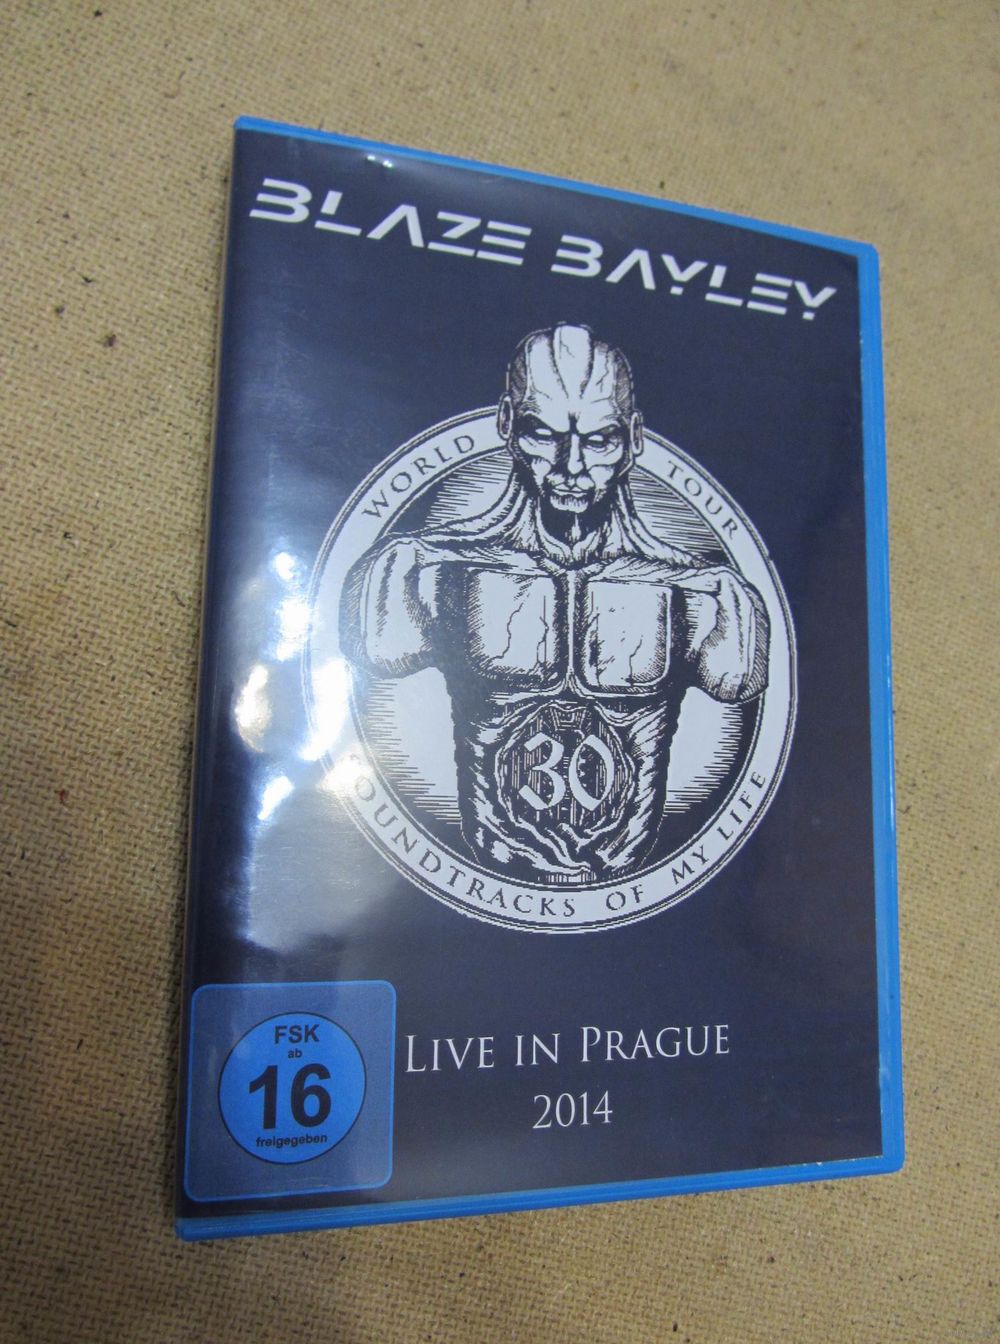 BLAZE BAYLEY
WORLD TOUR
30
SOUNDTRACKS OF MY LIFE
LIVE IN PRAGUE
2014
FSK
ab
16
freigegeben